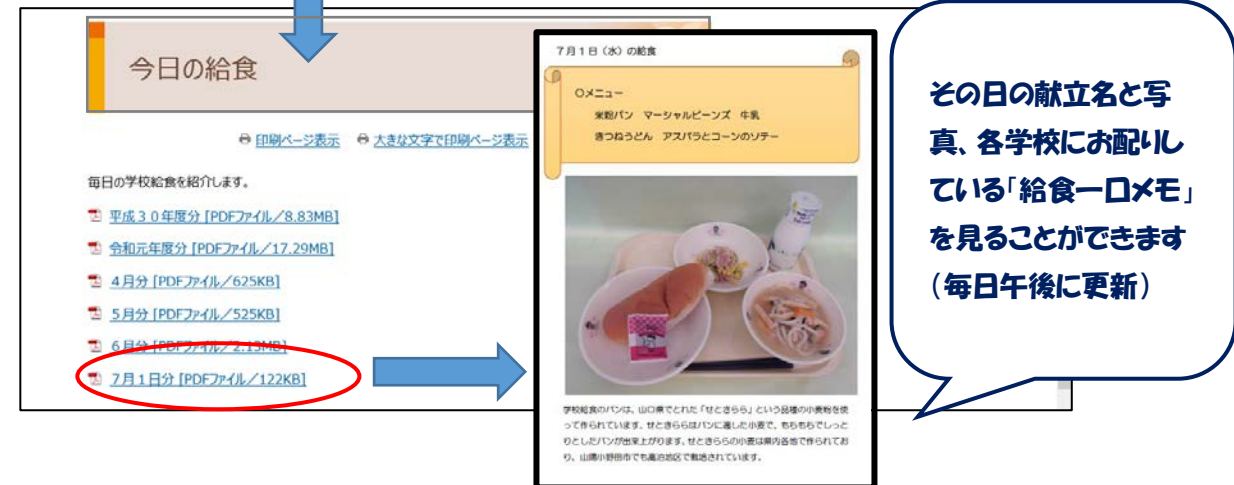 今日の給食
印刷ページ表示 大きな文字で印刷ページ表示
毎日の学校給食を紹介します。
平成30年度分 [PDFファイル/8.83MB]
令和元年度分 [PDFファイル/17.29MB]
4月分 [PDFファイル/625KB]
5月分 [PDFファイル/525KB]
6月分 [PDFファイル/2.13MB]
7月1日分 [PDFファイル/122KB]
7月1日(水)の給食
○メニュー
米粉パン マーシャルビーンズ 牛乳
きつねうどん アスパラとコーンのソテー
学校給食のパンは、山口県でとれた「せときらら」という品種の小麦粉を使
って作られています。せときららはパンに適した小麦で、もちもちでしっと
りとしたパンが出来上がります。せときららの小麦は県内各地で作られてお
り、山陽小野田市でも高泊地区で栽培されています。
その日の献立名と写
真、各学校にお配りし
ている「給食一口メモ」
を見ることができます
(毎日午後に更新)